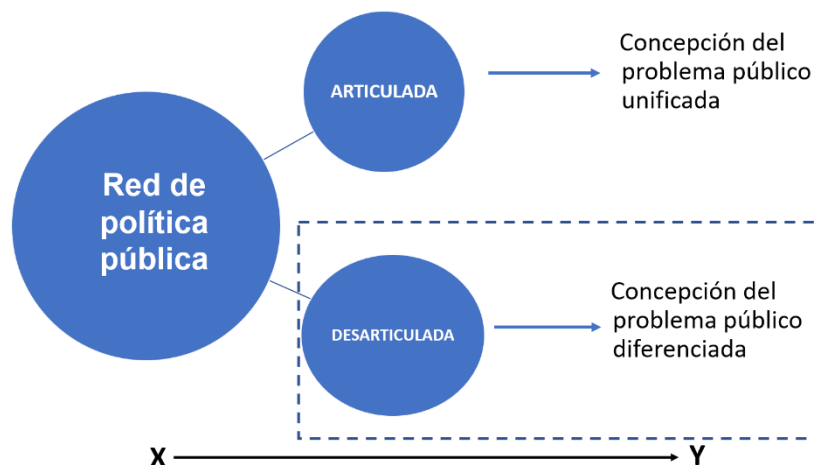 Red de
política
pública
ARTICULADA
Concepción del
problema público
unificada
DESARTICULADA
Concepción del
problema público
diferenciada
X
Y